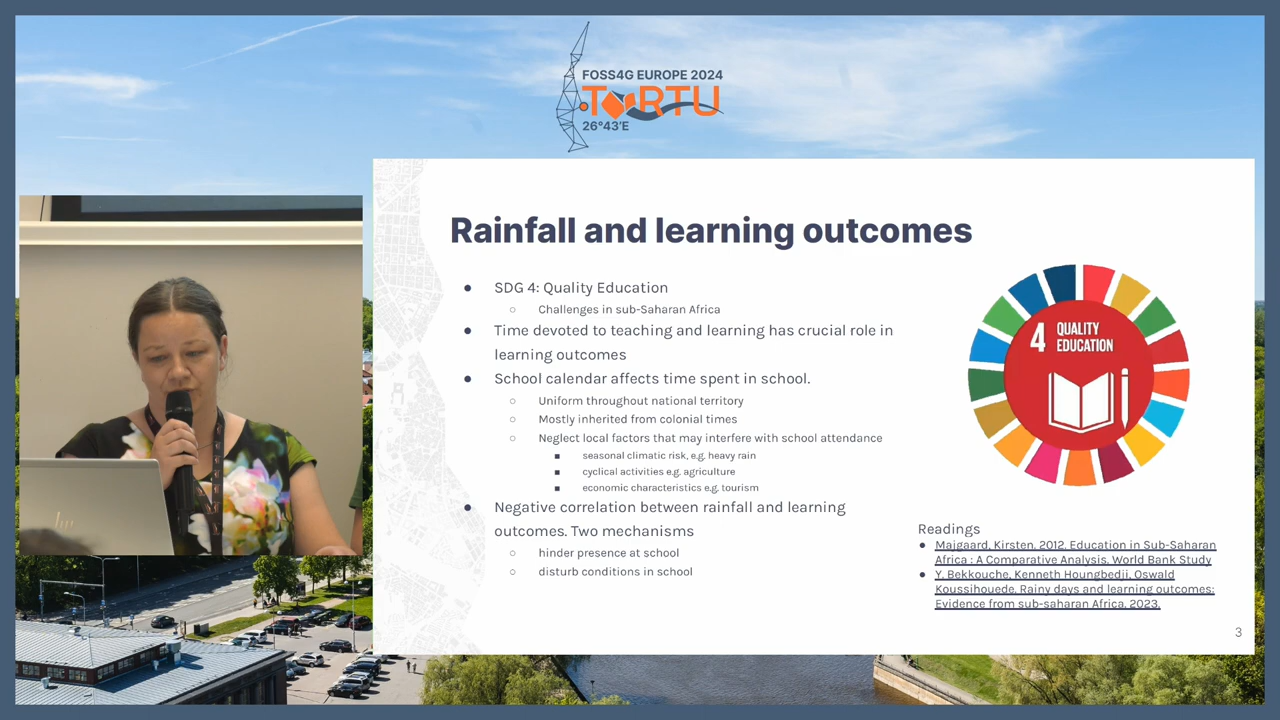 FOSS4G EUROPE 2024
TARTU
26°43'E
Rainfall and learning outcomes
● SDG 4: Quality Education
○ Challenges in sub-Saharan Africa
● Time devoted to teaching and learning has crucial role in
learning outcomes
● School calendar affects time spent in school.
○ Uniform throughout national territory
○ Mostly inherited from colonial times
○ Neglect local factors that may interfere with school attendance
■ seasonal climatic risk, e.g. heavy rain
■ cyclical activities e.g. agriculture
■ economic characteristics e.g. tourism
● Negative correlation between rainfall and learning
outcomes. Two mechanisms
○ hinder presence at school
○ disturb conditions in school
4 QUALITY
EDUCATION
Readings
● Majgaard, Kirsten. 2012. Education in Sub-Saharan
Africa : A Comparative Analysis. World Bank Study
● Y. Bekkouche, Kenneth Houngbedji, Oswald
Koussihouede. Rainy days and learning outcomes:
Evidence from sub-saharan Africa. 2023.
3
hp